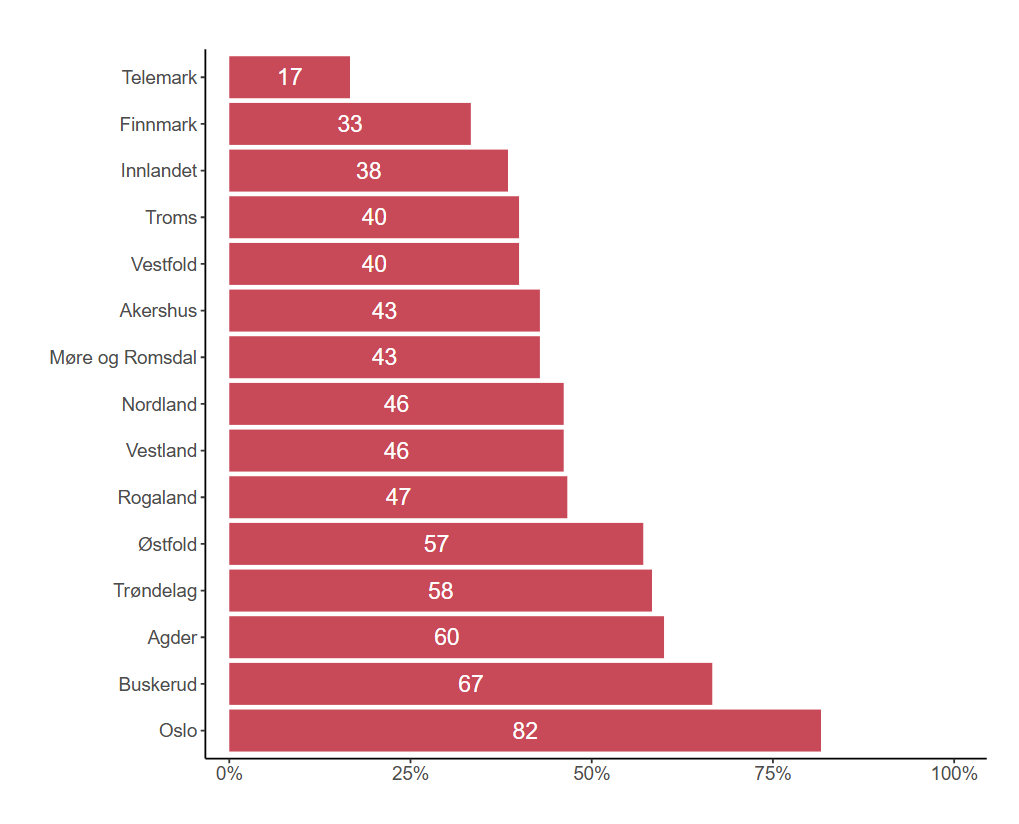 Telemark 17
Finnmark 33
Innlandet 38
Troms 40
Vestfold 40
Akershus 43
Møre og Romsdal 43
Nordland 46
Vestland 46
Rogaland 47
Østfold 57
Trøndelag 58
Agder 60
Buskerud 67
Oslo 82
0% 25% 50% 75% 100%